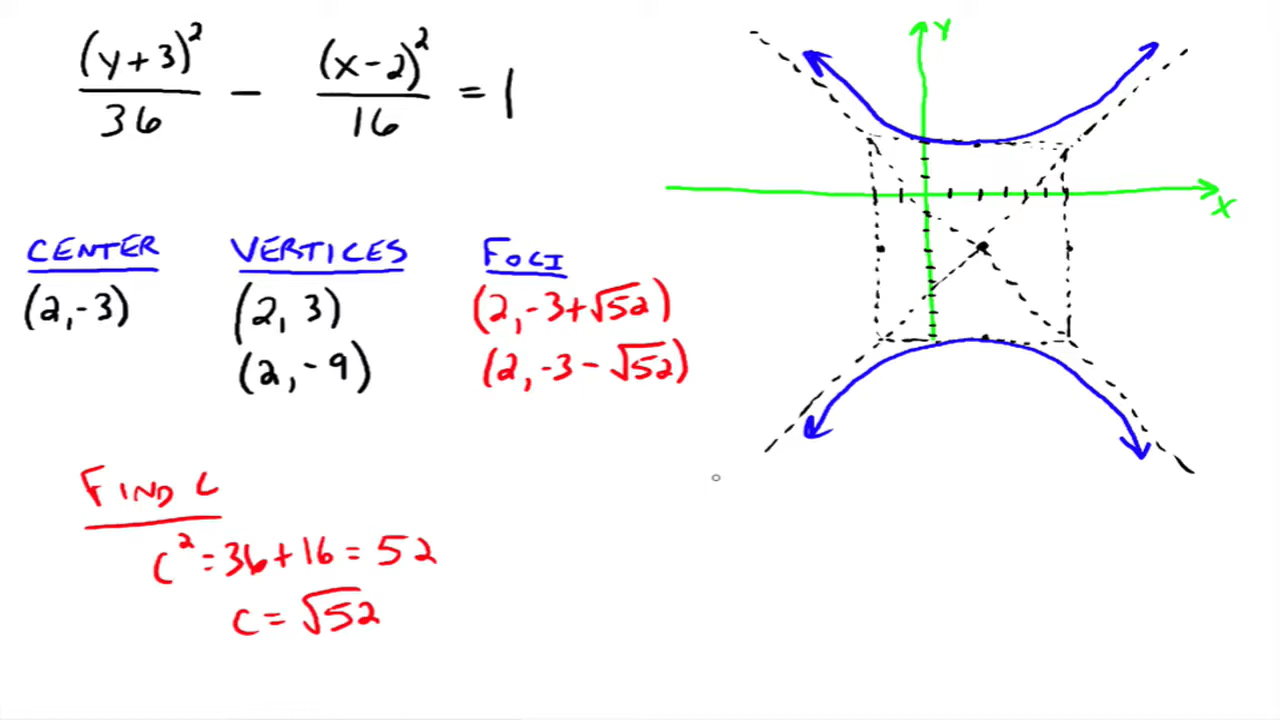 (y+3)²/36 - (x-2)²/16 = 1
CENTER
(2,-3)
VERTICES
(2, 3)
(2, -9)
FOCI
(2, -3+√52)
(2, -3-√52)
FIND C
c²=36+16=52
c=√52
Y
X